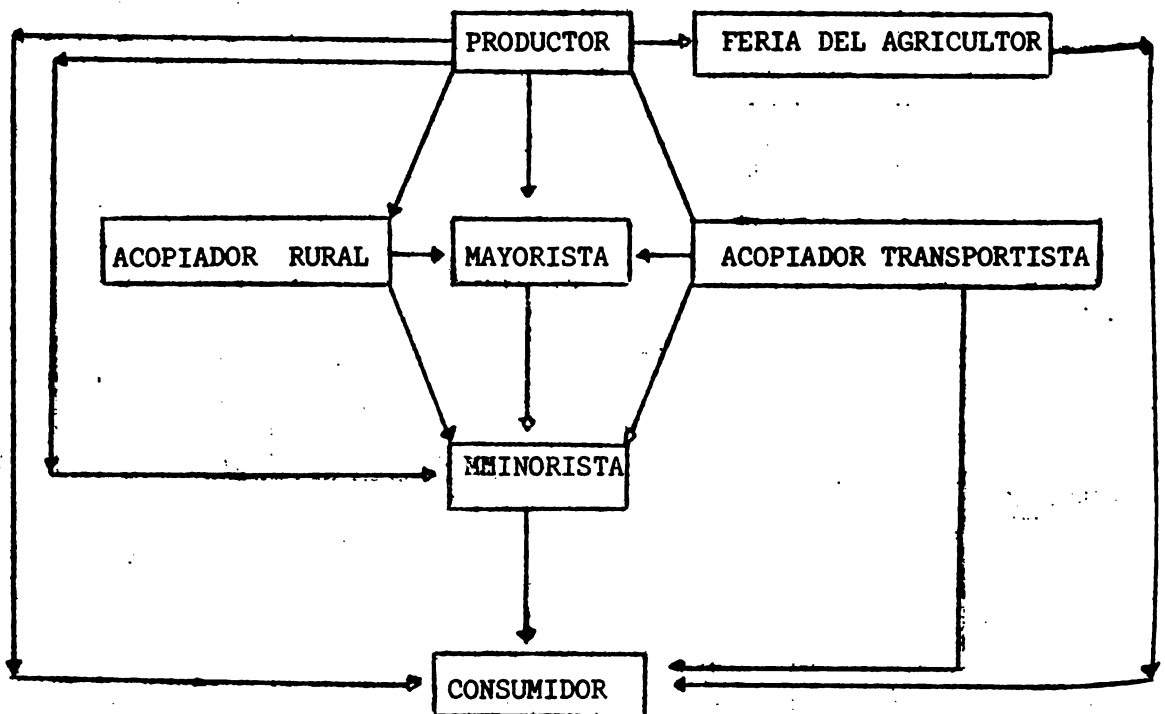 PRODUCTOR
FERIA DEL AGRICULTOR
ACOPIADOR RURAL
MAYORISTA
ACOPIADOR TRANSPORTISTA
MMINORISTA
CONSUMIDOR